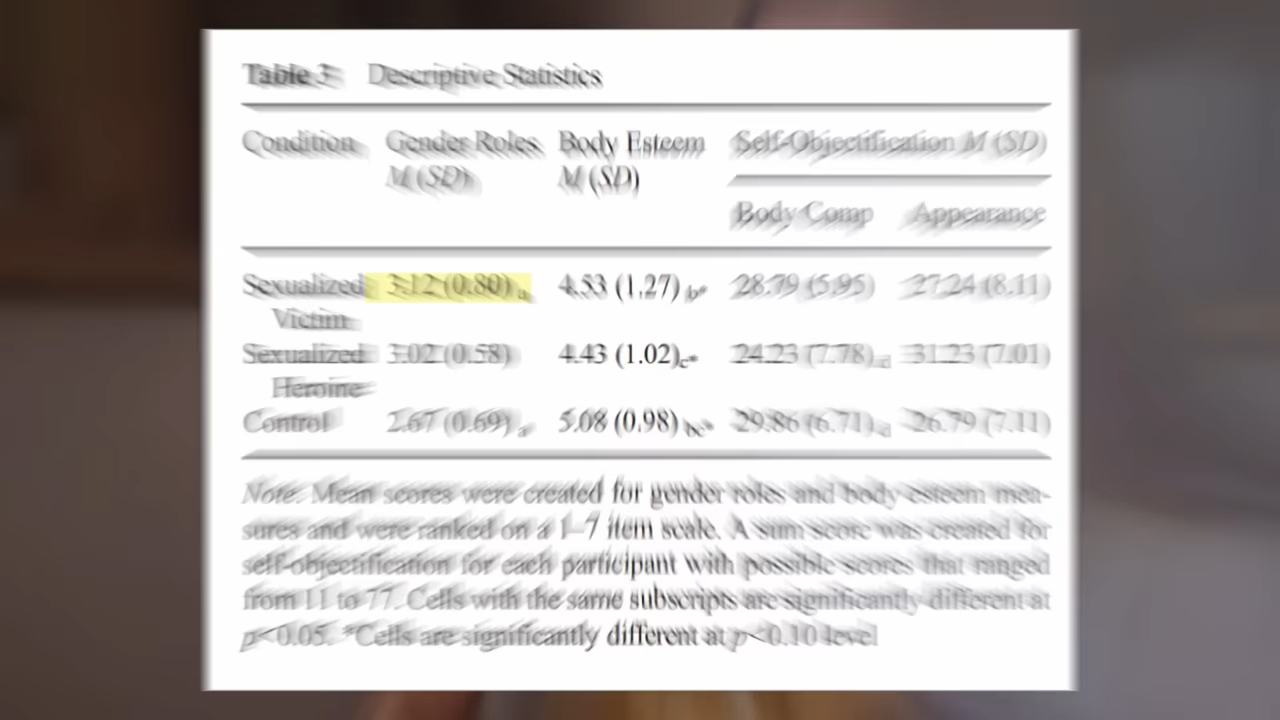 Table 3 Descriptive Statistics
Condition Gender Roles Body Esteem Self-Objectification M (SD)
M (SD) M (SD)
Body Comp Appearance
Sexualized 3.12 (0.80) a 4.53 (1.27) b* 28.79 (5.95) 27.24 (8.11)
Victim
Sexualized 3.02 (0.58) 4.43 (1.02)c* 24.23 (7.78)d 31.23 (7.01)
Heroine
Control 2.67 (0.69) a 5.08 (0.98) bc* 29.86 (6.71)d 26.79 (7.11)
Note. Mean scores were created for gender roles and body esteem mea-
sures and were ranked on a 1–7 item scale. A sum score was created for
self-objectification for each participant with possible scores that ranged
from 11 to 77. Cells with the same subscripts are significantly different at
p<0.05. *Cells are significantly different at p<0.10 level